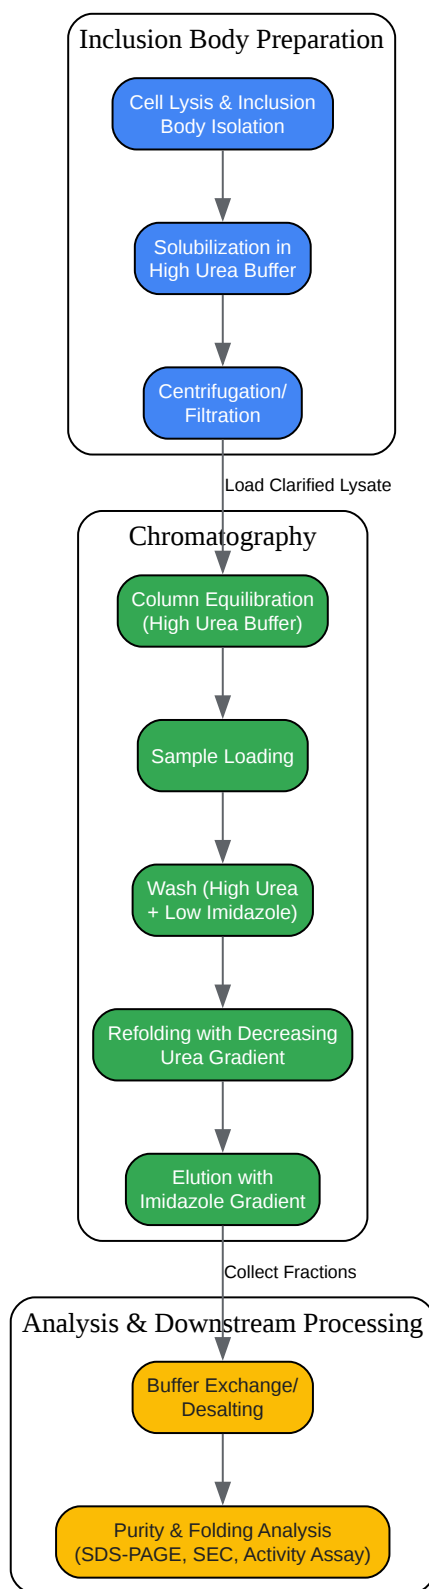 Inclusion Body Preparation
Cell Lysis & Inclusion
Body Isolation
Solubilization in
High Urea Buffer
Centrifugation/
Filtration
Load Clarified Lysate
Chromatography
Column Equilibration
(High Urea Buffer)
Sample Loading
Wash (High Urea
+ Low Imidazole)
Refolding with Decreasing
Urea Gradient
Elution with
Imidazole Gradient
Collect Fractions
Analysis & Downstream Processing
Buffer Exchange/
Desalting
Purity & Folding Analysis
(SDS-PAGE, SEC, Activity Assay)